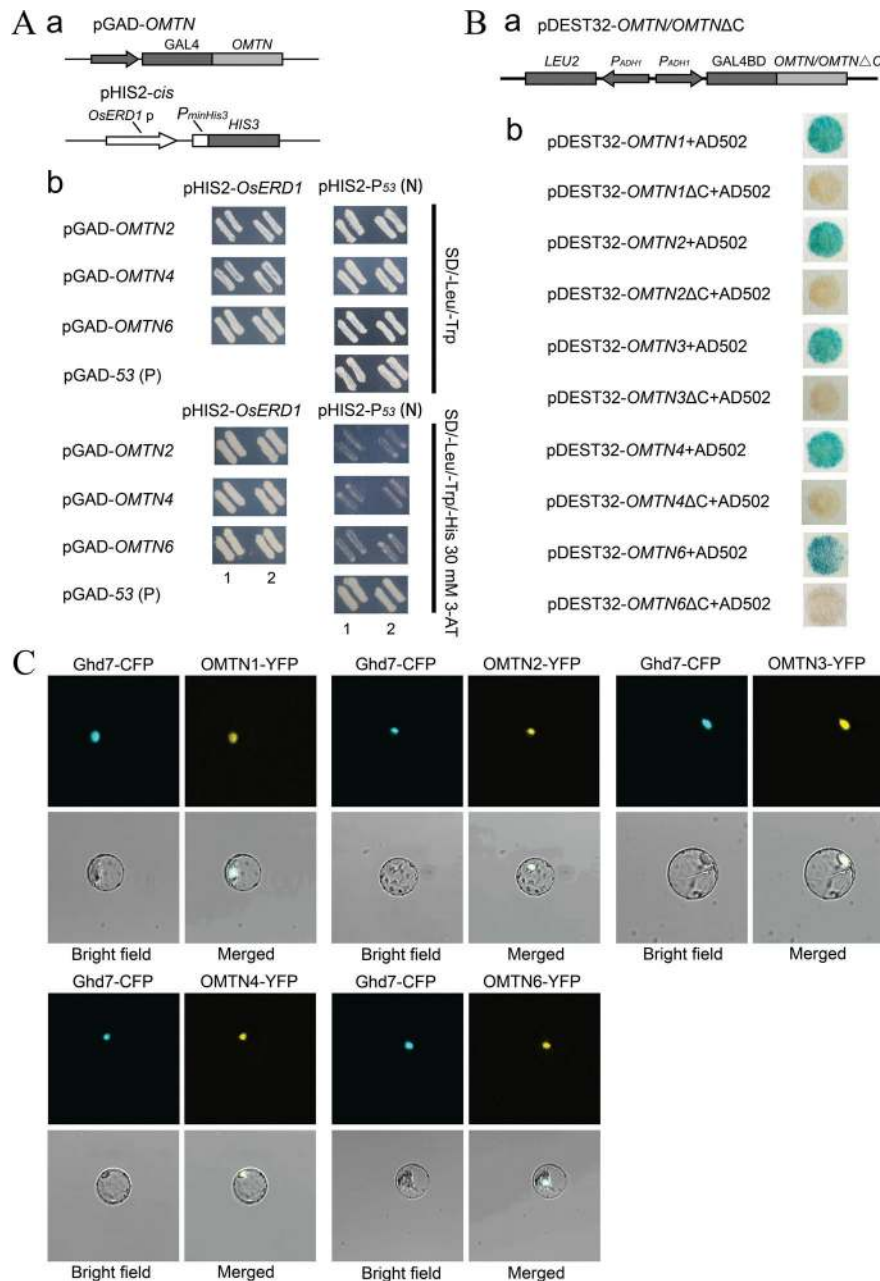 A a
pGAD-OMTN
GAL4 OMTN
pHIS2-cis
OsERD1 p PminHis3 HIS3
b
pHIS2-OsERD1 pHIS2-P53 (N)
pGAD-OMTN2
pGAD-OMTN4
pGAD-OMTN6
pGAD-53 (P)
SD/-Leu/-Trp
pHIS2-OsERD1 pHIS2-P53 (N)
pGAD-OMTN2
pGAD-OMTN4
pGAD-OMTN6
1 2
pGAD-53 (P)
1 2
SD/-Leu/-Trp/-His 30 mM 3-AT
B a pDEST32-OMTN/OMTNΔC
LEU2 PADH1 PADH1 GAL4BD OMTN/OMTN△C
b
pDEST32-OMTN1+AD502
pDEST32-OMTN1ΔC+AD502
pDEST32-OMTN2+AD502
pDEST32-OMTN2ΔC+AD502
pDEST32-OMTN3+AD502
pDEST32-OMTN3ΔC+AD502
pDEST32-OMTN4+AD502
pDEST32-OMTN4ΔC+AD502
pDEST32-OMTN6+AD502
pDEST32-OMTN6ΔC+AD502
C
Ghd7-CFP OMTN1-YFP Ghd7-CFP OMTN2-YFP Ghd7-CFP OMTN3-YFP
Bright field Merged Bright field Merged Bright field Merged
Ghd7-CFP OMTN4-YFP Ghd7-CFP OMTN6-YFP
Bright field Merged Bright field Merged